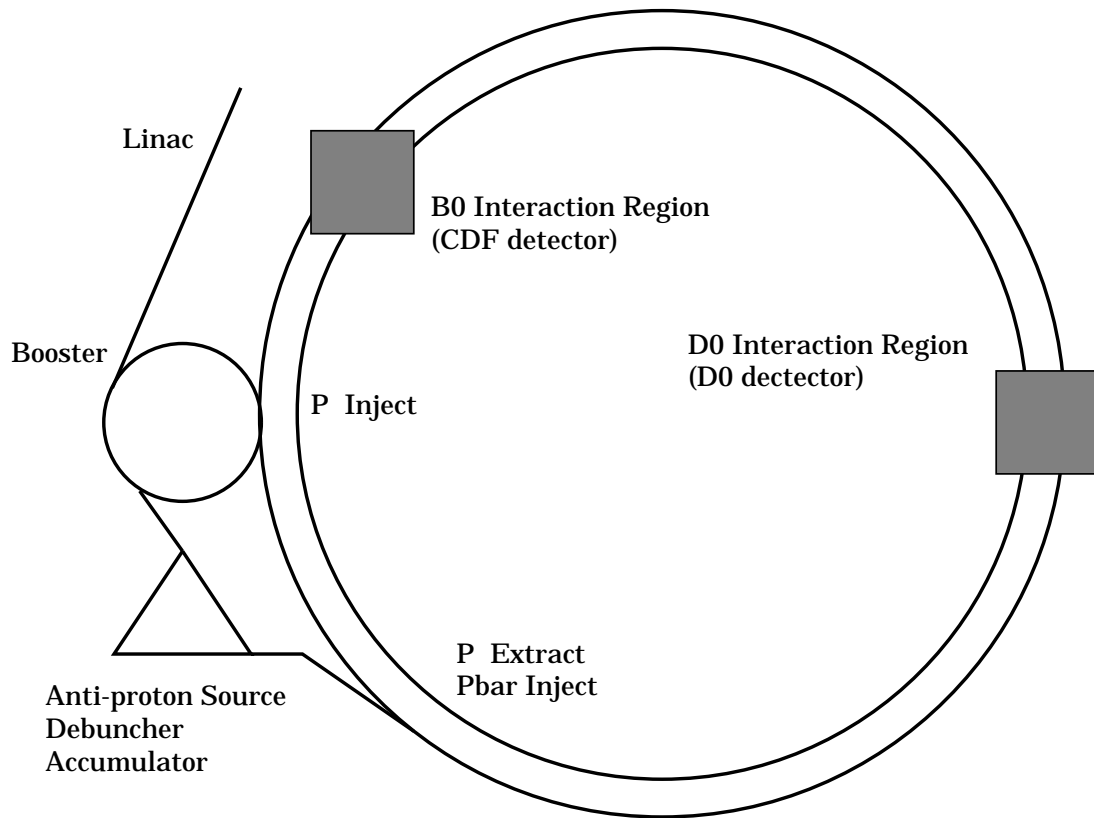 Linac
B0 Interaction Region
(CDF detector)
D0 Interaction Region
(D0 dectector)
Booster
P Inject
P Extract
Pbar Inject
Anti-proton Source
Debuncher
Accumulator